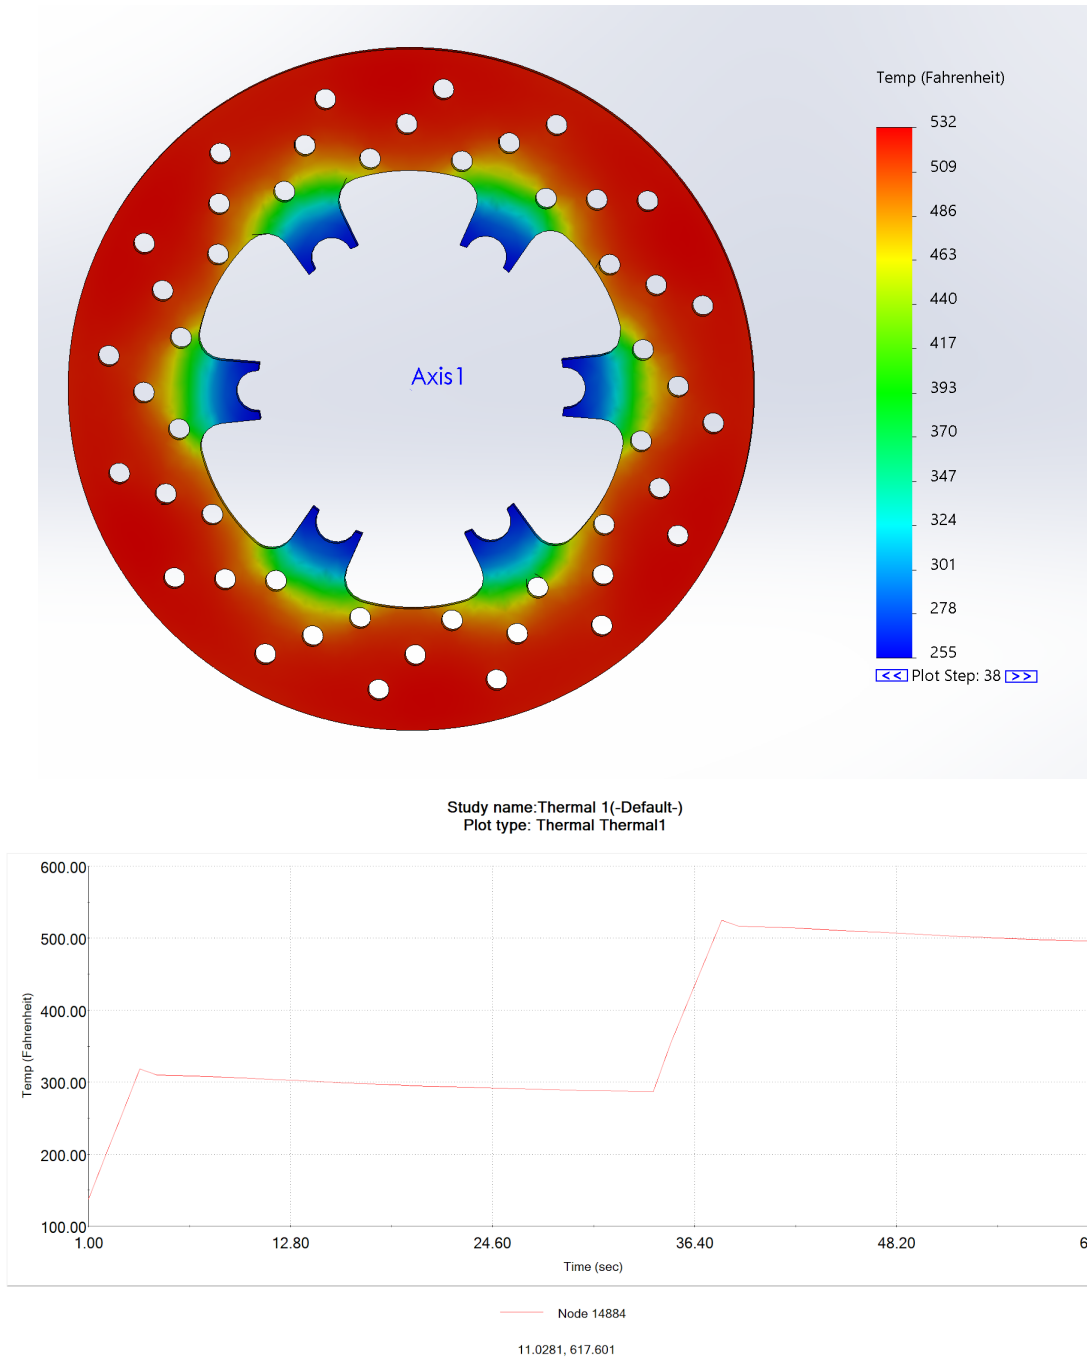 Temp (Fahrenheit)
532
509
486
463
440
417
393
370
347
324
301
278
255
<< Plot Step: 38 >>
Axis1
Study name:Thermal 1(-Default-)
Plot type: Thermal Thermal1
600.00
500.00
400.00
300.00
200.00
100.00
Temp (Fahrenheit)
1.00 12.80 24.60 36.40 48.20 6
Time (sec)
Node 14884
11.0281, 617.601